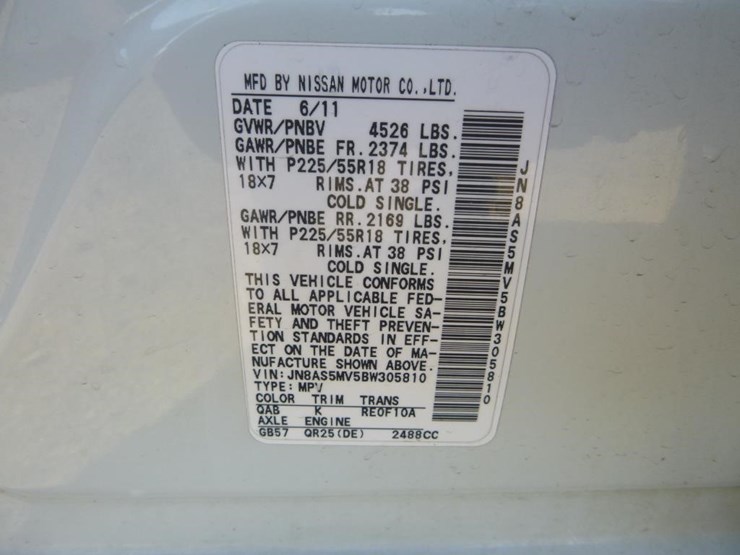 MFD BY NISSAN MOTOR CO.,LTD.
DATE 6/11
GVWR/PNBV 4526 LBS.
GAWR/PNBE FR. 2374 LBS.
WITH P225/55R18 TIRES,
18X7 RIMS. AT 38 PSI
COLD SINGLE.
GAWR/PNBE RR. 2169 LBS.
WITH P225/55R18 TIRES,
18X7 RIMS. AT 38 PSI
COLD SINGLE.
THIS VEHICLE CONFORMS
TO ALL APPLICABLE FED-
ERAL MOTOR VEHICLE SA-
FETY AND THEFT PREVEN-
TION STANDARDS IN EFF-
ECT ON THE DATE OF MA-
NUFACTURE SHOWN ABOVE.
VIN: JN8AS5MV5BW305810
TYPE: MPV
COLOR TRIM TRANS
QAB K RE0F10A
AXLE ENGINE
GB57 QR25(DE) 2488CC
JN8AS5MV5BW305810